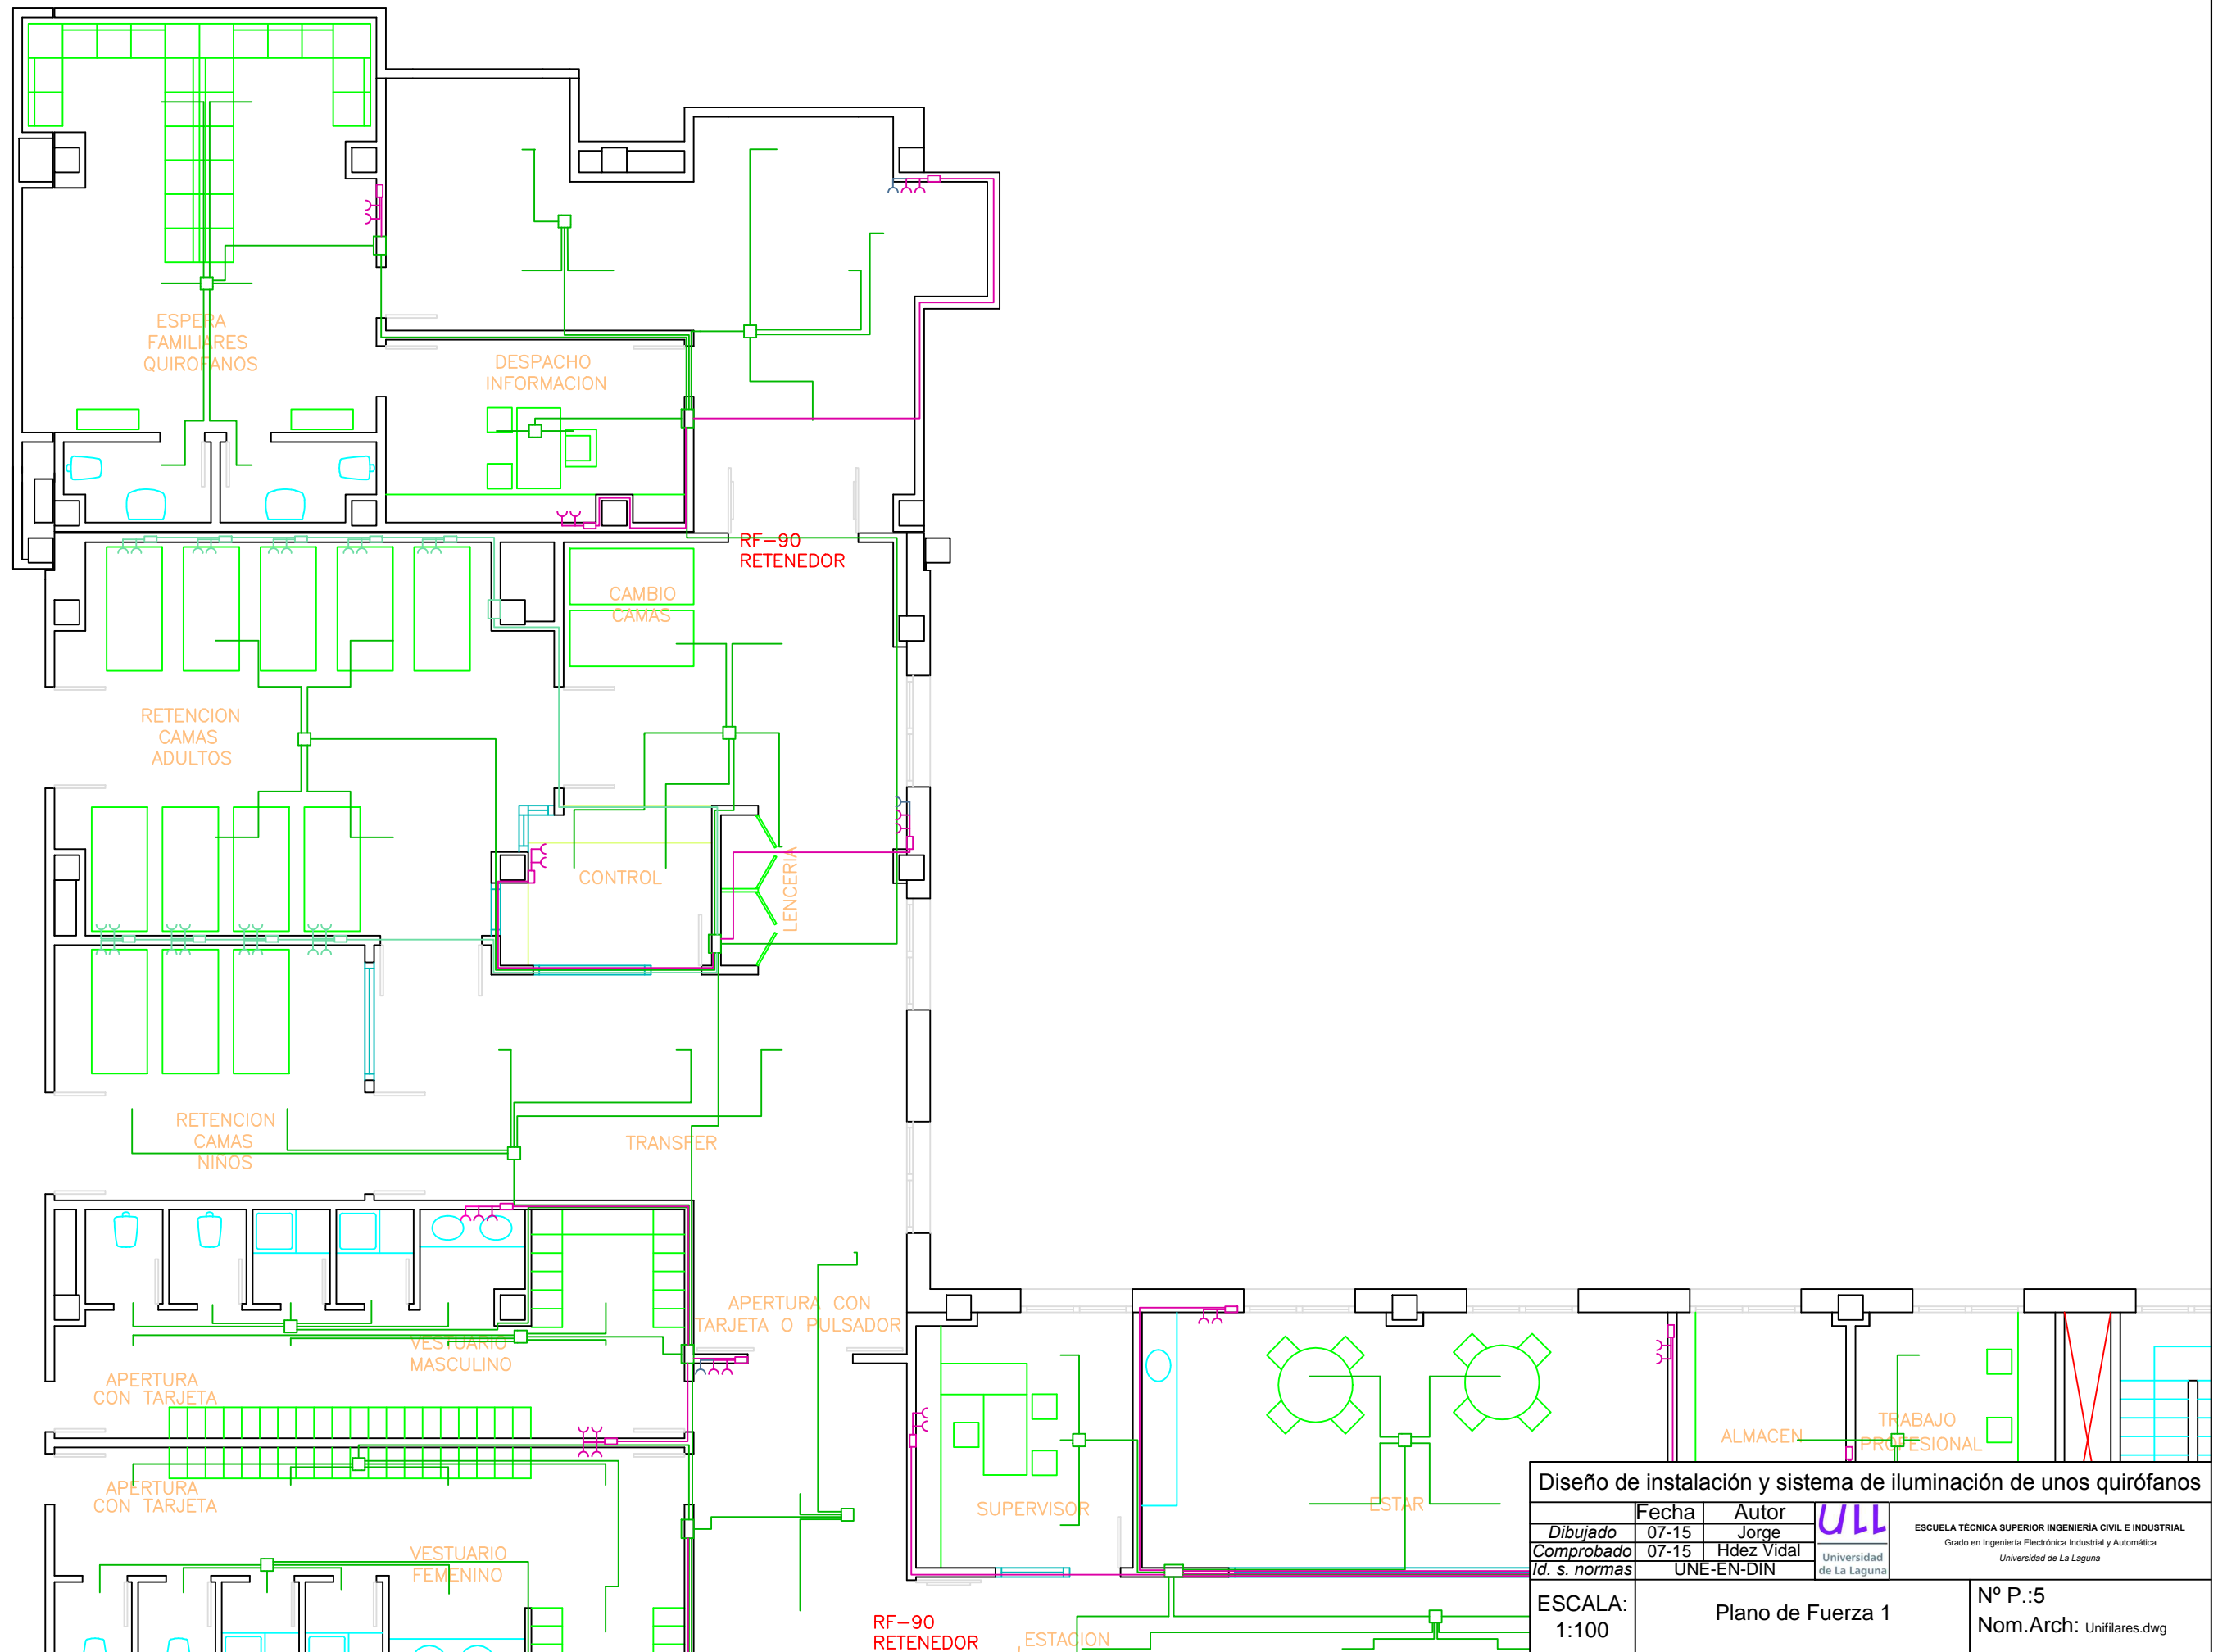 ESPERA
FAMILIARES
QUIROFANOS
DESPACHO
INFORMACION
RF-90
RETENEDOR
CAMBIO
CAMAS
RETENCION
CAMAS
ADULTOS
CONTROL
LENCERIA
RETENCION
CAMAS
NIÑOS
TRANSFER
APERTURA CON
TARJETA O PULSADOR
VESTUARIO
MASCULINO
APERTURA
CON TARJETA
APERTURA
CON TARJETA
VESTUARIO
FEMENINO
SUPERVISOR
ESTAR
ALMACEN
TRABAJO
PROFESIONAL
RF-90
RETENEDOR
ESTACION
Diseño de instalación y sistema de iluminación de unos quirófanos
Fecha Autor
Dibujado 07-15 Jorge
Comprobado 07-15 Hdez Vidal
Id. s. normas UNE-EN-DIN
ULL
Universidad
de La Laguna
ESCUELA TÉCNICA SUPERIOR INGENIERÍA CIVIL E INDUSTRIAL
Grado en Ingeniería Electrónica Industrial y Automática
Universidad de La Laguna
ESCALA:
1:100
Plano de Fuerza 1
Nº P.:5
Nom.Arch: Unifilares.dwg